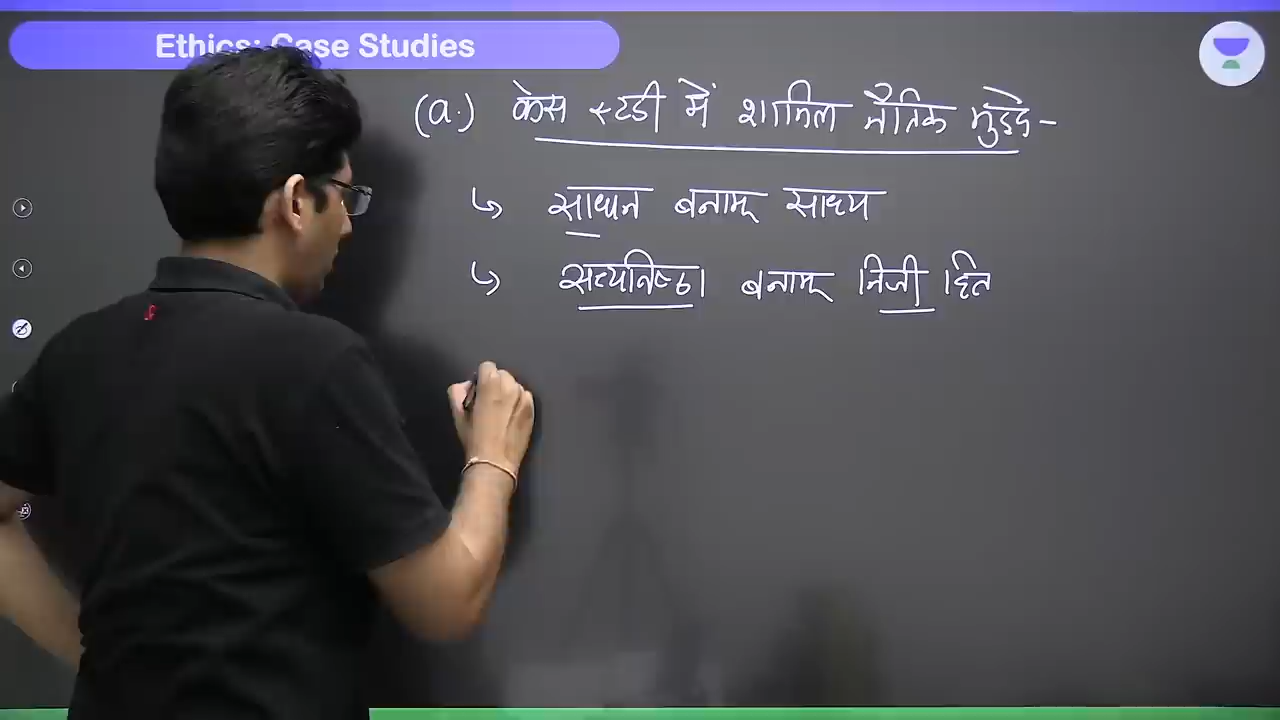 Ethics: Case Studies
(a.) केस स्टडी में शामिल नैतिक मुद्दे -
↳ साधन बनाम साध्य
↳ सत्यनिष्ठा बनाम निजी हित